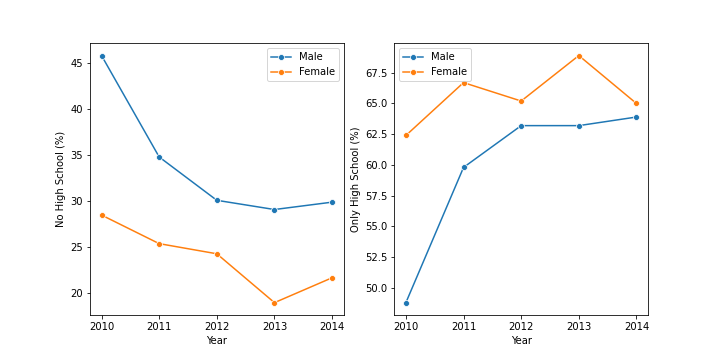 Male
Female
45
40
35
30
25
20
No High School (%)
2010 2011 2012 2013 2014
Year
Male
Female
67.5
65.0
62.5
60.0
57.5
55.0
52.5
50.0
Only High School (%)
2010 2011 2012 2013 2014
Year